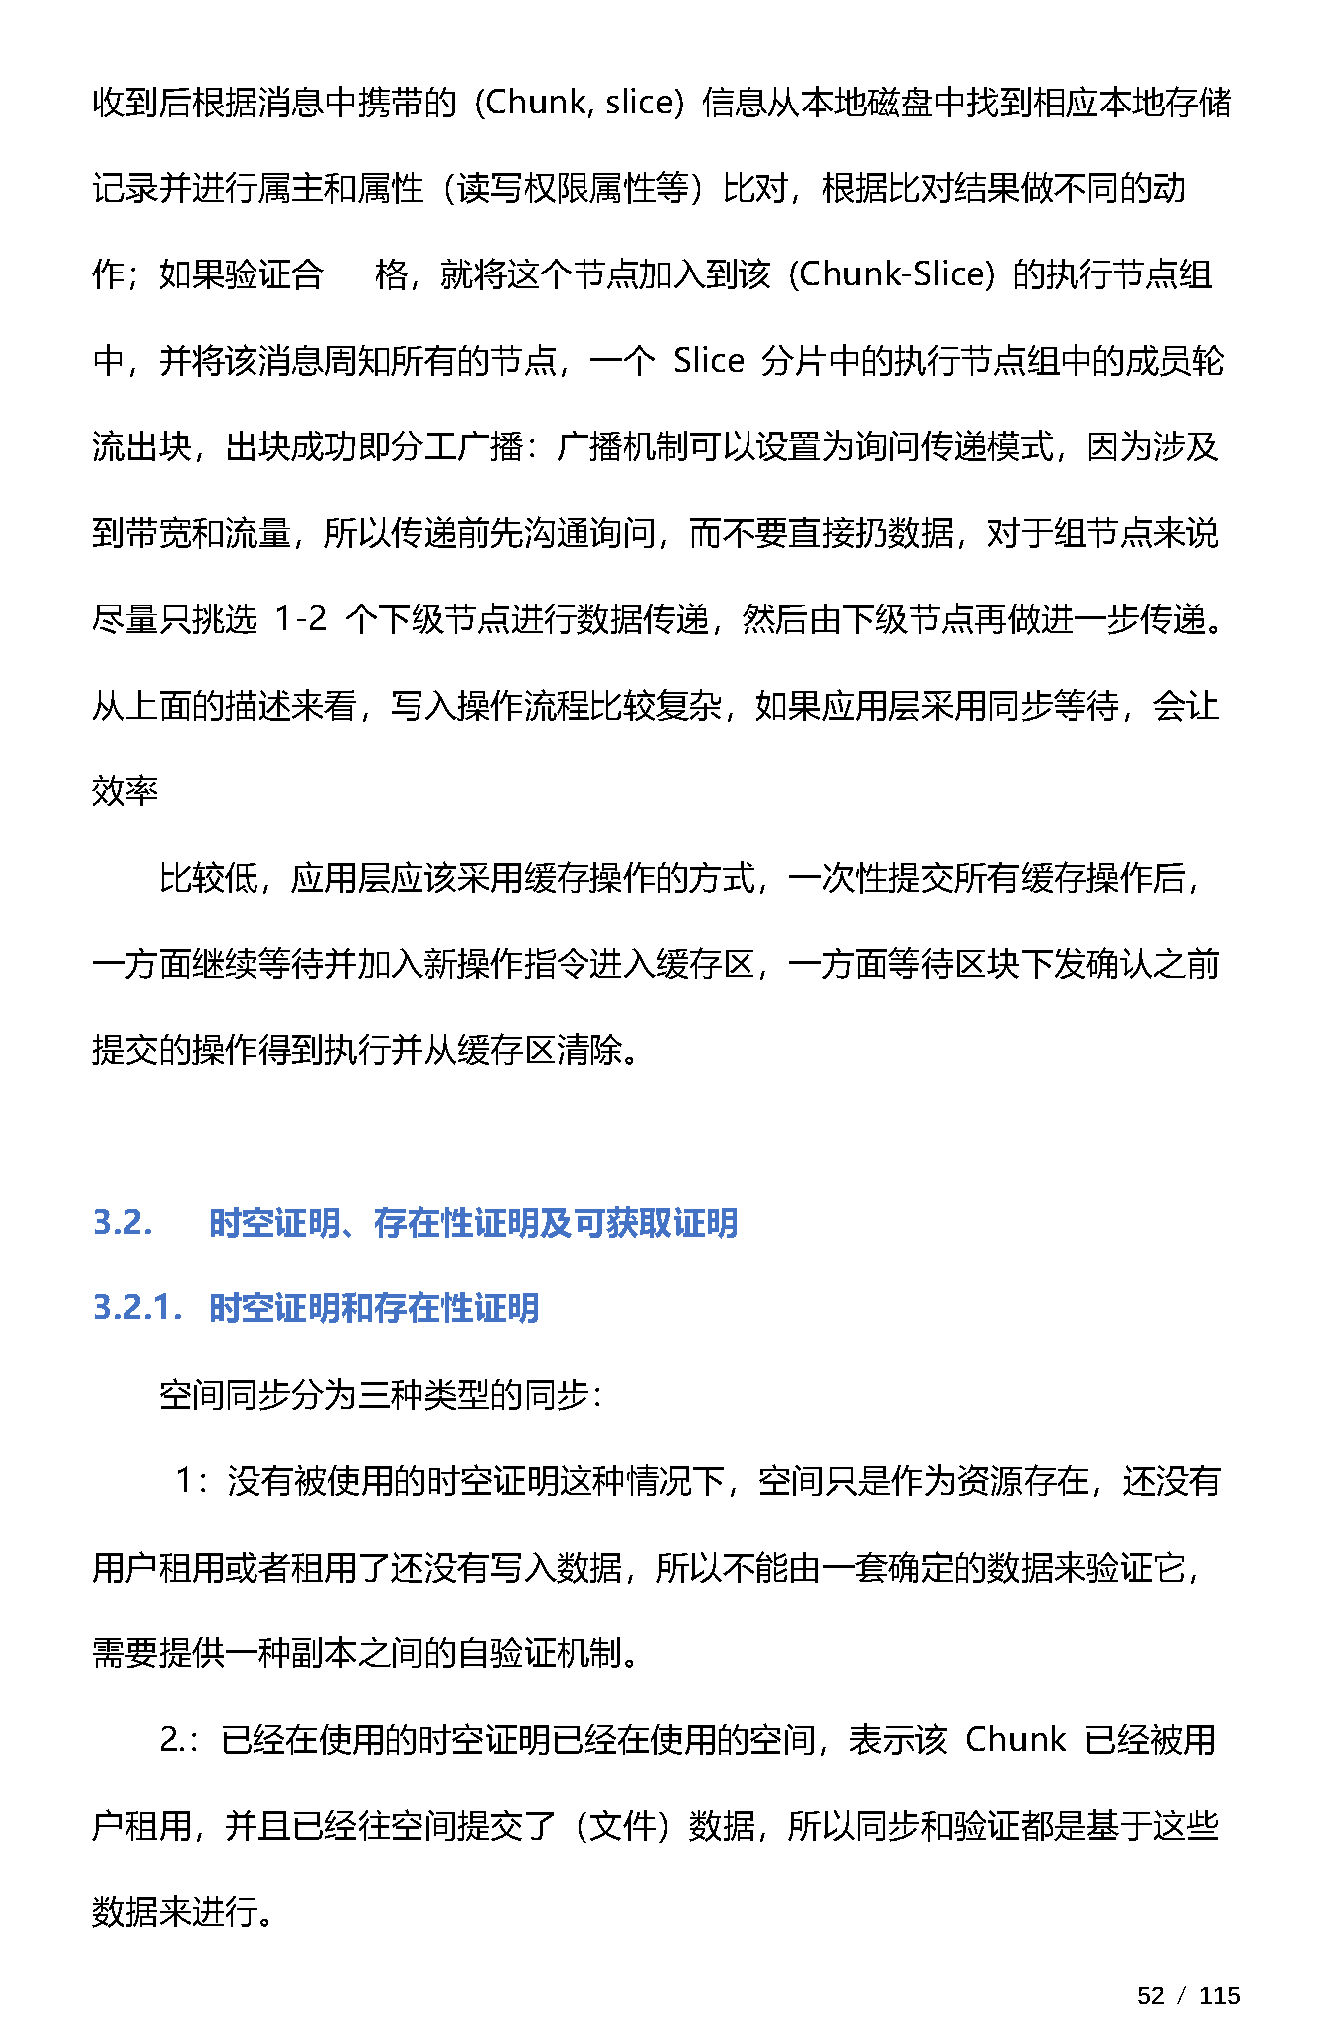 收到后根据消息中携带的 (Chunk, slice) 信息从本地磁盘中找到相应本地存储
记录并进行属主和属性（读写权限属性等）比对，根据比对结果做不同的动
作；如果验证合 格，就将这个节点加入到该 (Chunk-Slice) 的执行节点组
中，并将该消息周知所有的节点，一个 Slice 分片中的执行节点组中的成员轮
流出块，出块成功即分工广播：广播机制可以设置为询问传递模式，因为涉及
到带宽和流量，所以传递前先沟通询问，而不要直接扔数据，对于组节点来说
尽量只挑选 1-2 个下级节点进行数据传递，然后由下级节点再做进一步传递。
从上面的描述来看，写入操作流程比较复杂，如果应用层采用同步等待，会让
效率
比较低，应用层应该采用缓存操作的方式，一次性提交所有缓存操作后，
一方面继续等待并加入新操作指令进入缓存区，一方面等待区块下发确认之前
提交的操作得到执行并从缓存区清除。
3.2. 时空证明、存在性证明及可获取证明
3.2.1. 时空证明和存在性证明
空间同步分为三种类型的同步：
1：没有被使用的时空证明这种情况下，空间只是作为资源存在，还没有
用户租用或者租用了还没有写入数据，所以不能由一套确定的数据来验证它，
需要提供一种副本之间的自验证机制。
2.：已经在使用的时空证明已经在使用的空间，表示该 Chunk 已经被用
户租用，并且已经往空间提交了（文件）数据，所以同步和验证都是基于这些
数据来进行。
52 / 115